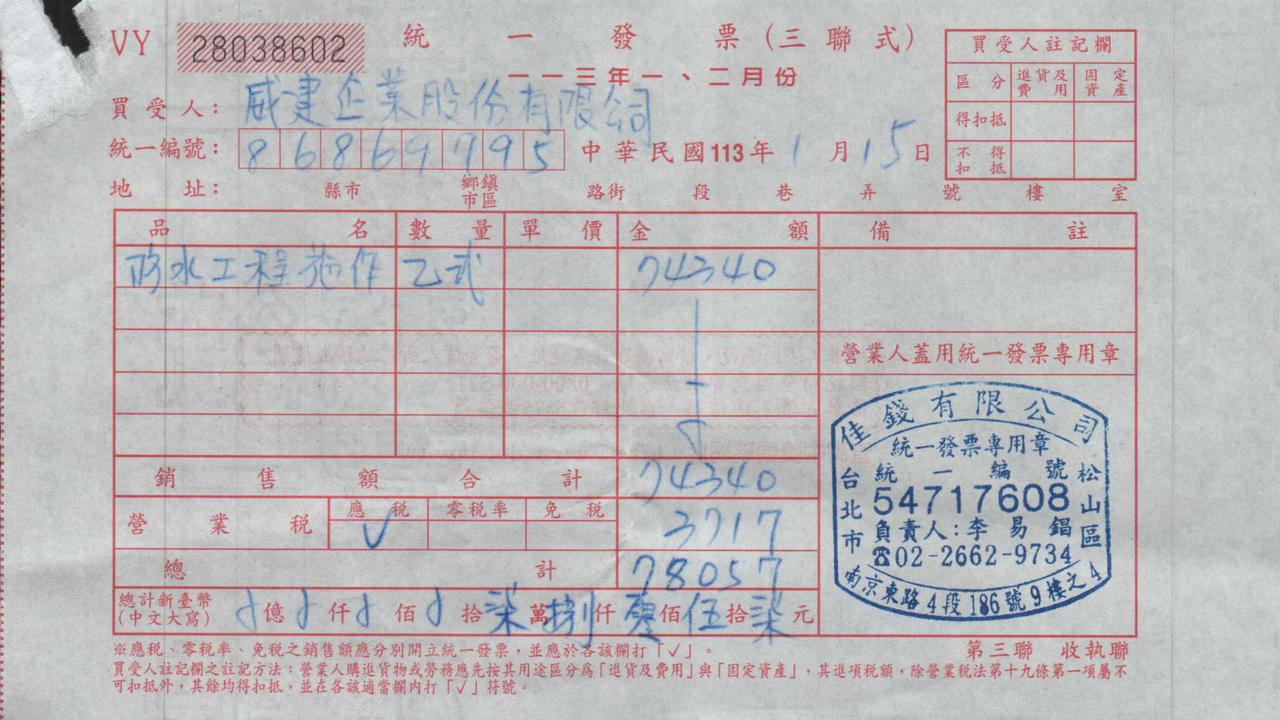 VY 28038602
統一發票(三聯式)
一一三年一、二月份
買受人: 威建企業股份有限公司
統一編號: 86869795 中華民國113年1月15日
地址: 縣市 鄉鎮市區 路街 段 巷 弄 號 樓 室
買受人註記欄
區分 進貨及費用 固定資產
得扣抵
不得扣抵
品名 數量 單價 金額 備註
防水工程施作 乙式 74340
營業人蓋用統一發票專用章
銷售額合計 74340
營業稅 應稅 ✓ 零稅率 免稅 3717
總計 78057
總計新臺幣(中文大寫) 億 仟 佰 拾 柒萬 捌仟 零佰 伍拾 柒元
佳錢有限公司
統一發票專用章
統一編號
54717608
負責人:李易錩
☎02-2662-9734
台北市 松山區
南京東路4段186號9樓之4
※應稅、零稅率、免稅之銷售額應分別開立統一發票,並應於各該欄打「✓」。
第三聯 收執聯
買受人註記欄之註記方法:營業人購進貨物或勞務應先按其用途區分為「進貨及費用」與「固定資產」,其進項稅額,除營業稅法第十九條第一項屬不
可扣抵外,其餘均得扣抵,並在各該適當欄內打「✓」符號。